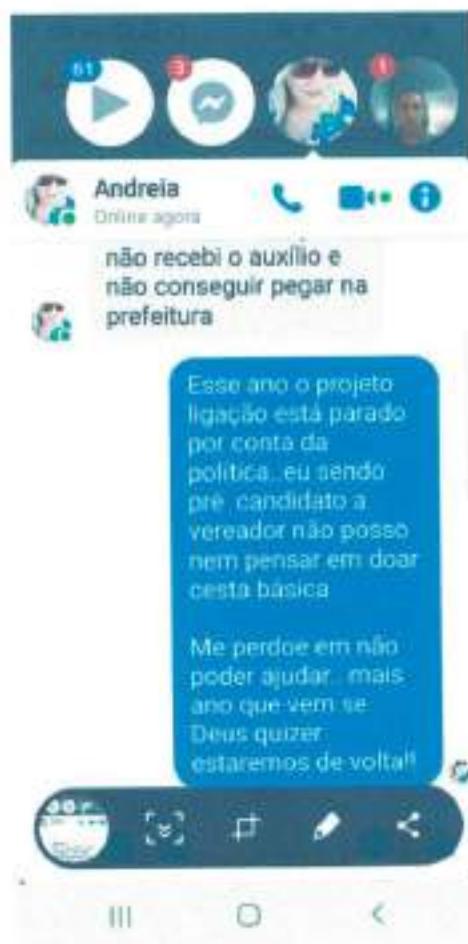 61
3
1
Andreia
Online agora
não recebi o auxílio e
não conseguir pegar na
prefeitura
Esse ano o projeto
ligação está parado
por conta da
politica..eu sendo
pré candidato a
vereador não posso
nem pensar em doar
cesta básica
Me perdoe em não
poder ajudar.. mais
ano que vem se
Deus quizer
estaremos de volta!!